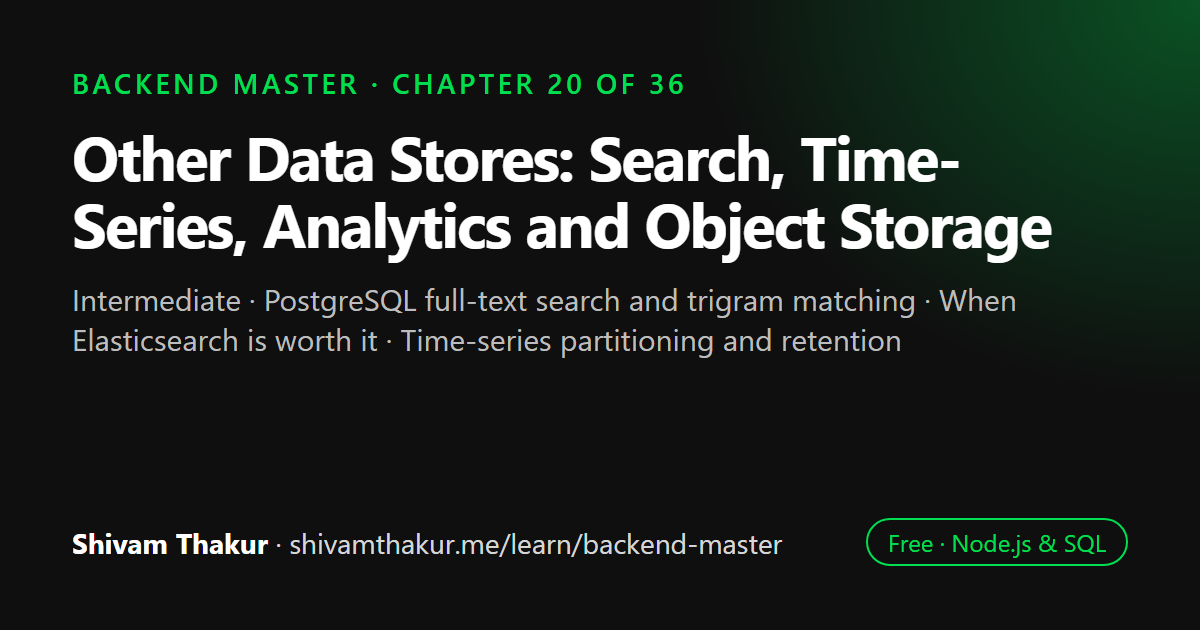 BACKEND MASTER · CHAPTER 20 OF 36
Other Data Stores: Search, Time-
Series, Analytics and Object Storage
Intermediate · PostgreSQL full-text search and trigram matching · When
Elasticsearch is worth it · Time-series partitioning and retention
Shivam Thakur · shivamthakur.me/learn/backend-master
Free · Node.js & SQL